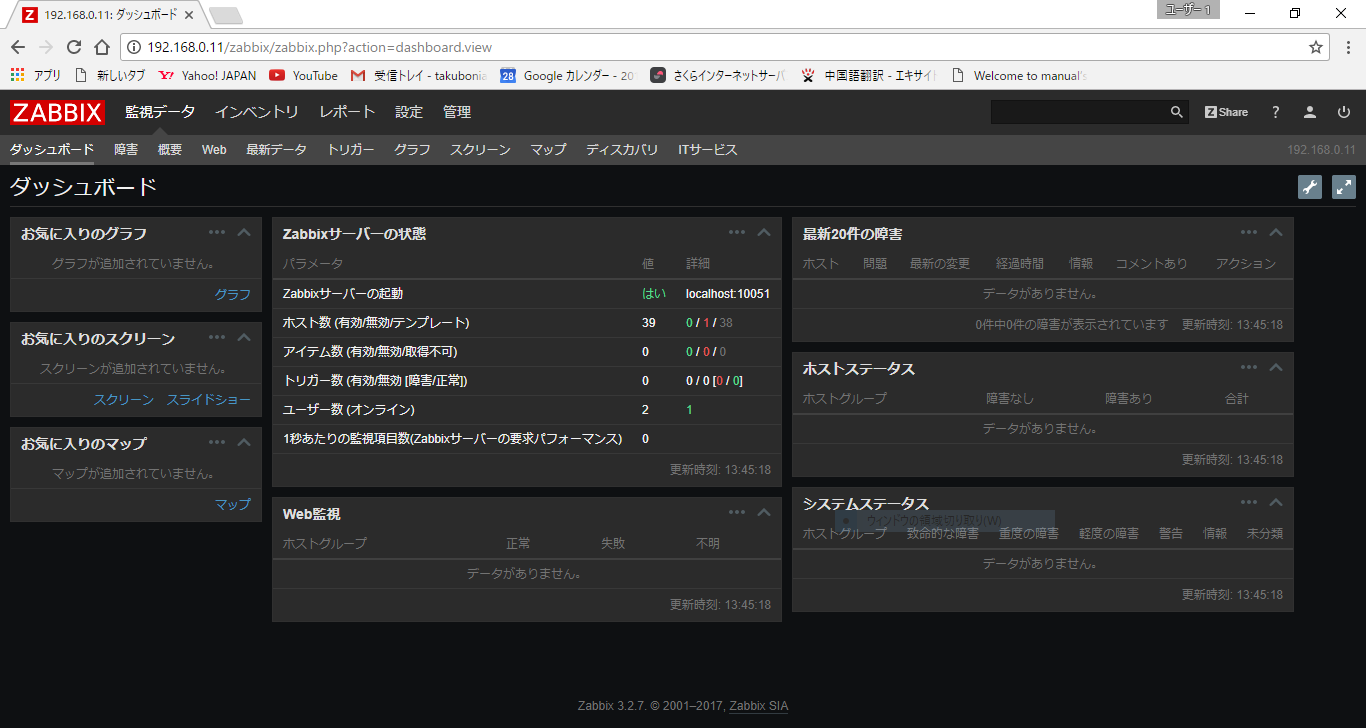 192.168.0.11: ダッシュボード
ユーザー 1
192.168.0.11/zabbix/zabbix.php?action=dashboard.view
アプリ 新しいタブ Yahoo! JAPAN YouTube 受信トレイ - takubonia Google カレンダー - 20 さくらインターネットサーバ 中国語翻訳 - エキサイト Welcome to manual's
ZABBIX 監視データ インベントリ レポート 設定 管理 Z Share ?
ダッシュボード 障害 概要 Web 最新データ トリガー グラフ スクリーン マップ ディスカバリ ITサービス 192.168.0.11
ダッシュボード
お気に入りのグラフ
グラフが追加されていません。
グラフ
お気に入りのスクリーン
スクリーンが追加されていません。
スクリーン スライドショー
お気に入りのマップ
マップが追加されていません。
マップ
Zabbixサーバーの状態
パラメータ 値 詳細
Zabbixサーバーの起動 はい localhost:10051
ホスト数 (有効/無効/テンプレート) 39 0 / 1 / 38
アイテム数 (有効/無効/取得不可) 0 0 / 0 / 0
トリガー数 (有効/無効 [障害/正常]) 0 0 / 0 [0 / 0]
ユーザー数 (オンライン) 2 1
1秒あたりの監視項目数(Zabbixサーバーの要求パフォーマンス) 0
更新時刻: 13:45:18
Web監視
ホストグループ 正常 失敗 不明
データがありません。
更新時刻: 13:45:18
最新20件の障害
ホスト 問題 最新の変更 経過時間 情報 コメントあり アクション
データがありません。
0件中0件の障害が表示されています 更新時刻: 13:45:18
ホストステータス
ホストグループ 障害なし 障害あり 合計
データがありません。
更新時刻: 13:45:18
システムステータス
ウィンドウの領域切り取り(W)
ホストグループ 致命的な障害 重度の障害 軽度の障害 警告 情報 未分類
データがありません。
更新時刻: 13:45:18
Zabbix 3.2.7. © 2001–2017, Zabbix SIA